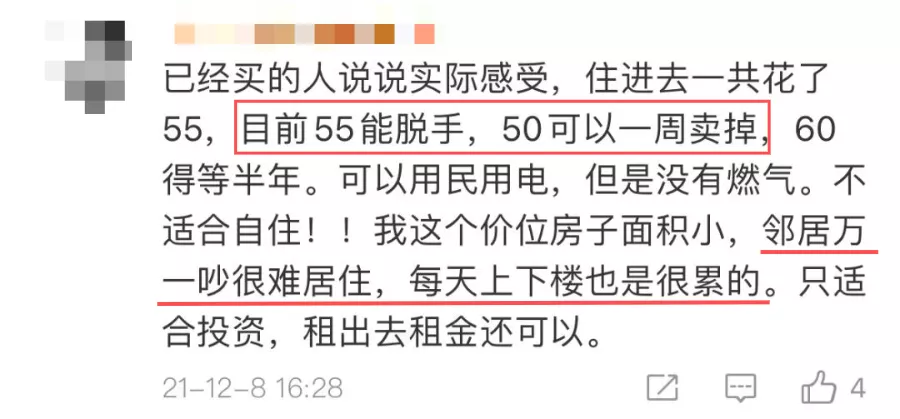 已经买的人说说实际感受，住进去一共花了
55，目前55能脱手，50可以一周卖掉，60
得等半年。可以用民用电，但是没有燃气。不
适合自住！！我这个价位房子面积小，邻居万
一吵很难居住，每天上下楼也是很累的。只适
合投资，租出去租金还可以。
21-12-8 16:28
4